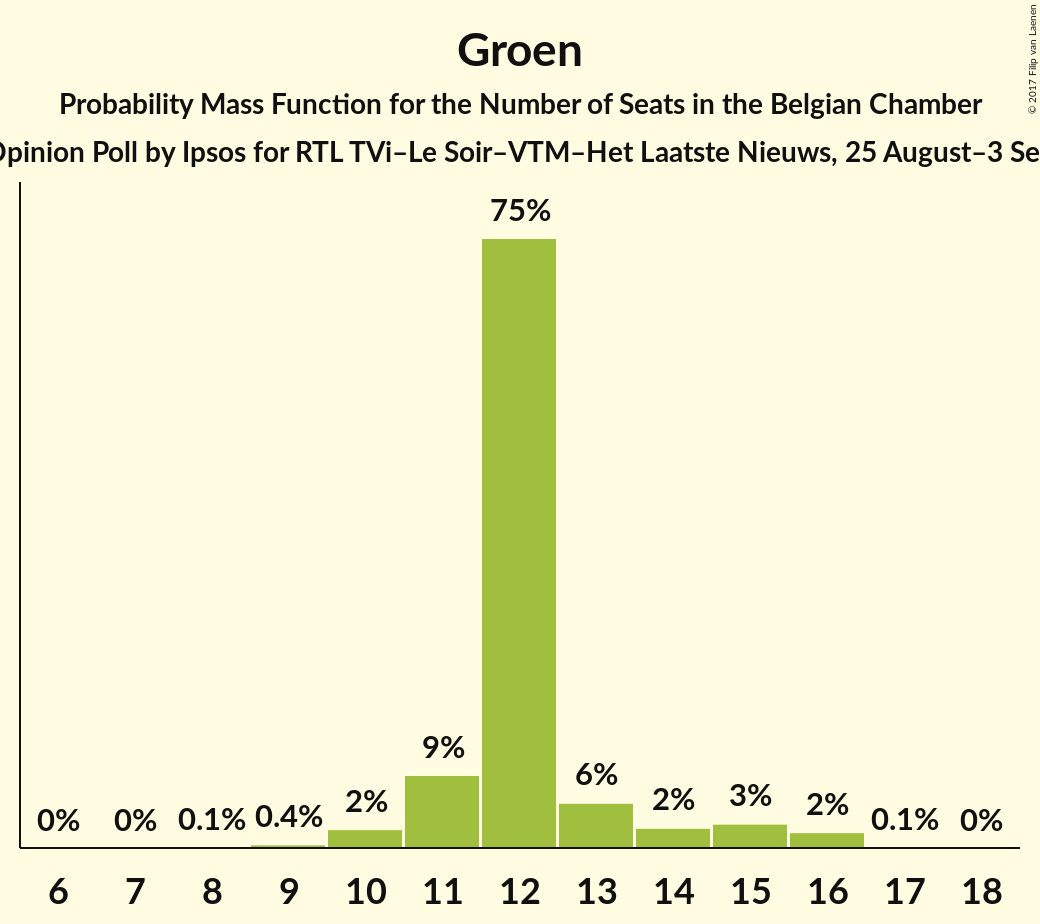 Groen
Probability Mass Function for the Number of Seats in the Belgian Chamber
Opinion Poll by Ipsos for RTL TVi–Le Soir–VTM–Het Laatste Nieuws, 25 August–3 Se
© 2017 Filip van Laenen
75%
9%
6%
3%
2%
2%
2%
0.4%
0.1%
0.1%
0%
0%
0%
6 7 8 9 10 11 12 13 14 15 16 17 18